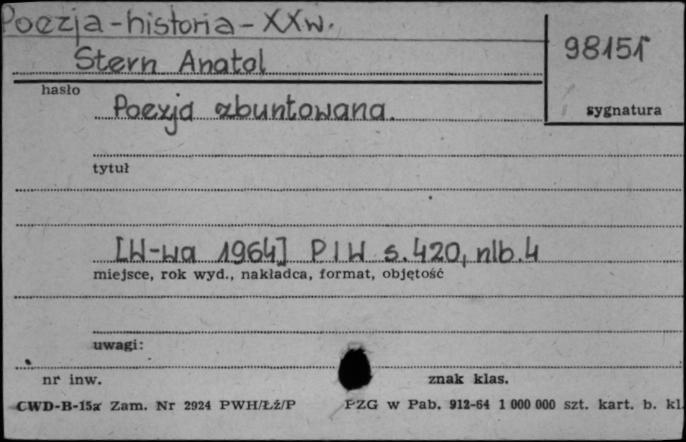 Poezja - historia - XX w.
Stern Anatol
98151
hasło
sygnatura
Poezja zbuntowana.
tytuł
[W-wa 1964] PIW s.420, nlb.4
miejsce, rok wyd., nakładca, format, objętość
uwagi:
nr inw.
znak klas.
CWD-B-15a Zam. Nr 2924 PWH/Łź/P PZG w Pab. 912-64 1 000 000 szt. kart. b. kl.